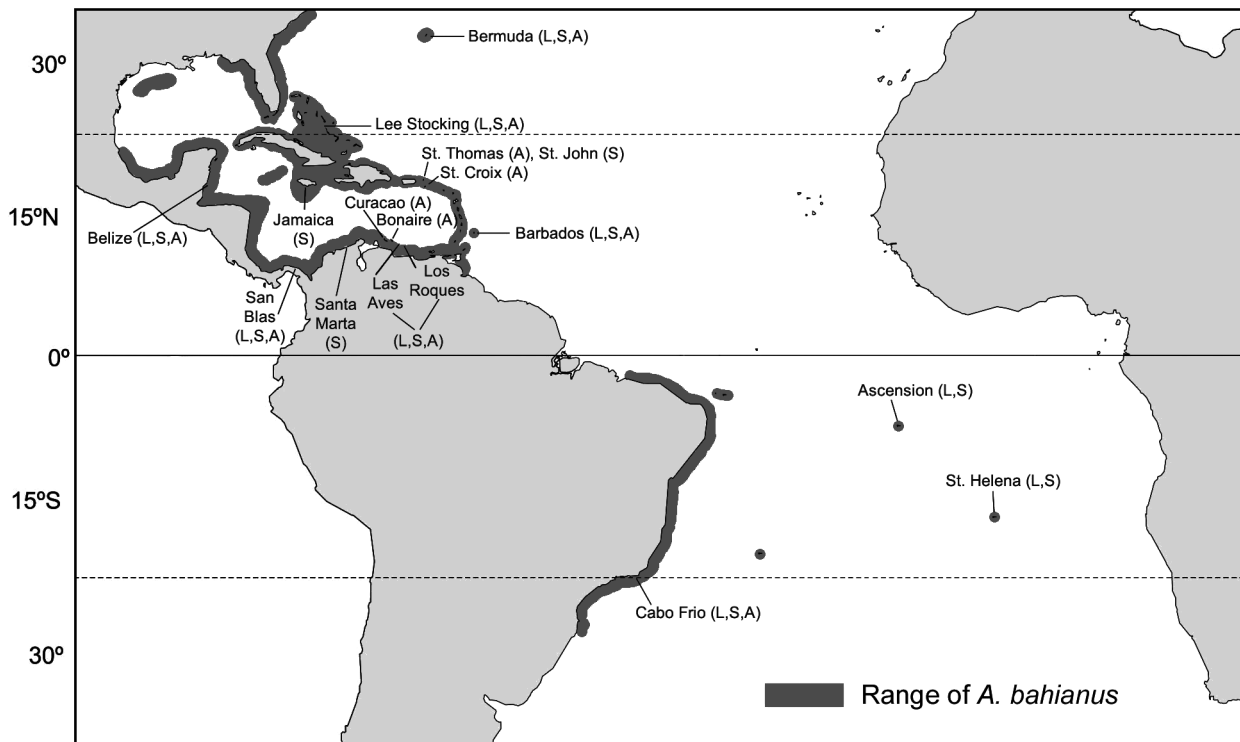 Bermuda (L,S,A)
30º
Lee Stocking (L,S,A)
St. Thomas (A), St. John (S)
St. Croix (A)
Curacao (A)
Bonaire (A)
15ºN
Jamaica
(S)
Belize (L,S,A)
Barbados (L,S,A)
Los
Roques
Las
Aves
(L,S,A)
San
Blas
(L,S,A)
Santa
Marta
(S)
0º
Ascension (L,S)
St. Helena (L,S)
15ºS
Cabo Frio (L,S,A)
30º
Range of A. bahianus